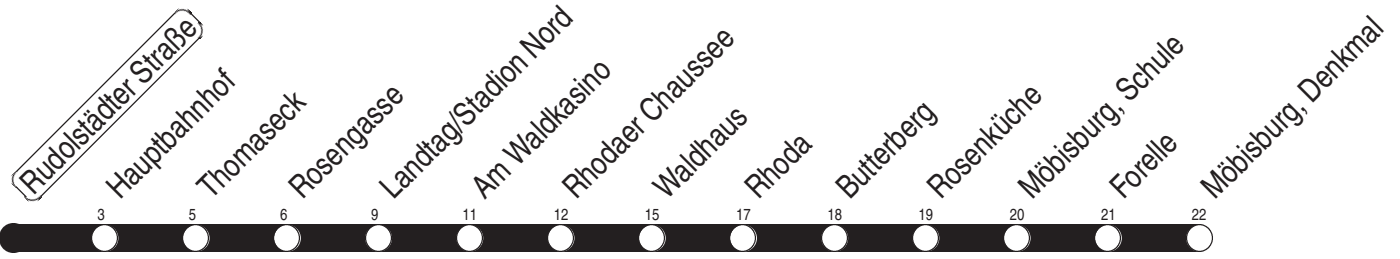 Rudolstädter Straße
Hauptbahnhof
Thomaseck
Rosengasse
Landtag/Stadion Nord
Am Waldkasino
Rhodaer Chaussee
Waldhaus
Rhoda
Butterberg
Rosenküche
Möbisburg, Schule
Forelle
Möbisburg, Denkmal
3 5 6 9 11 12 15 17 18 19 20 21 22